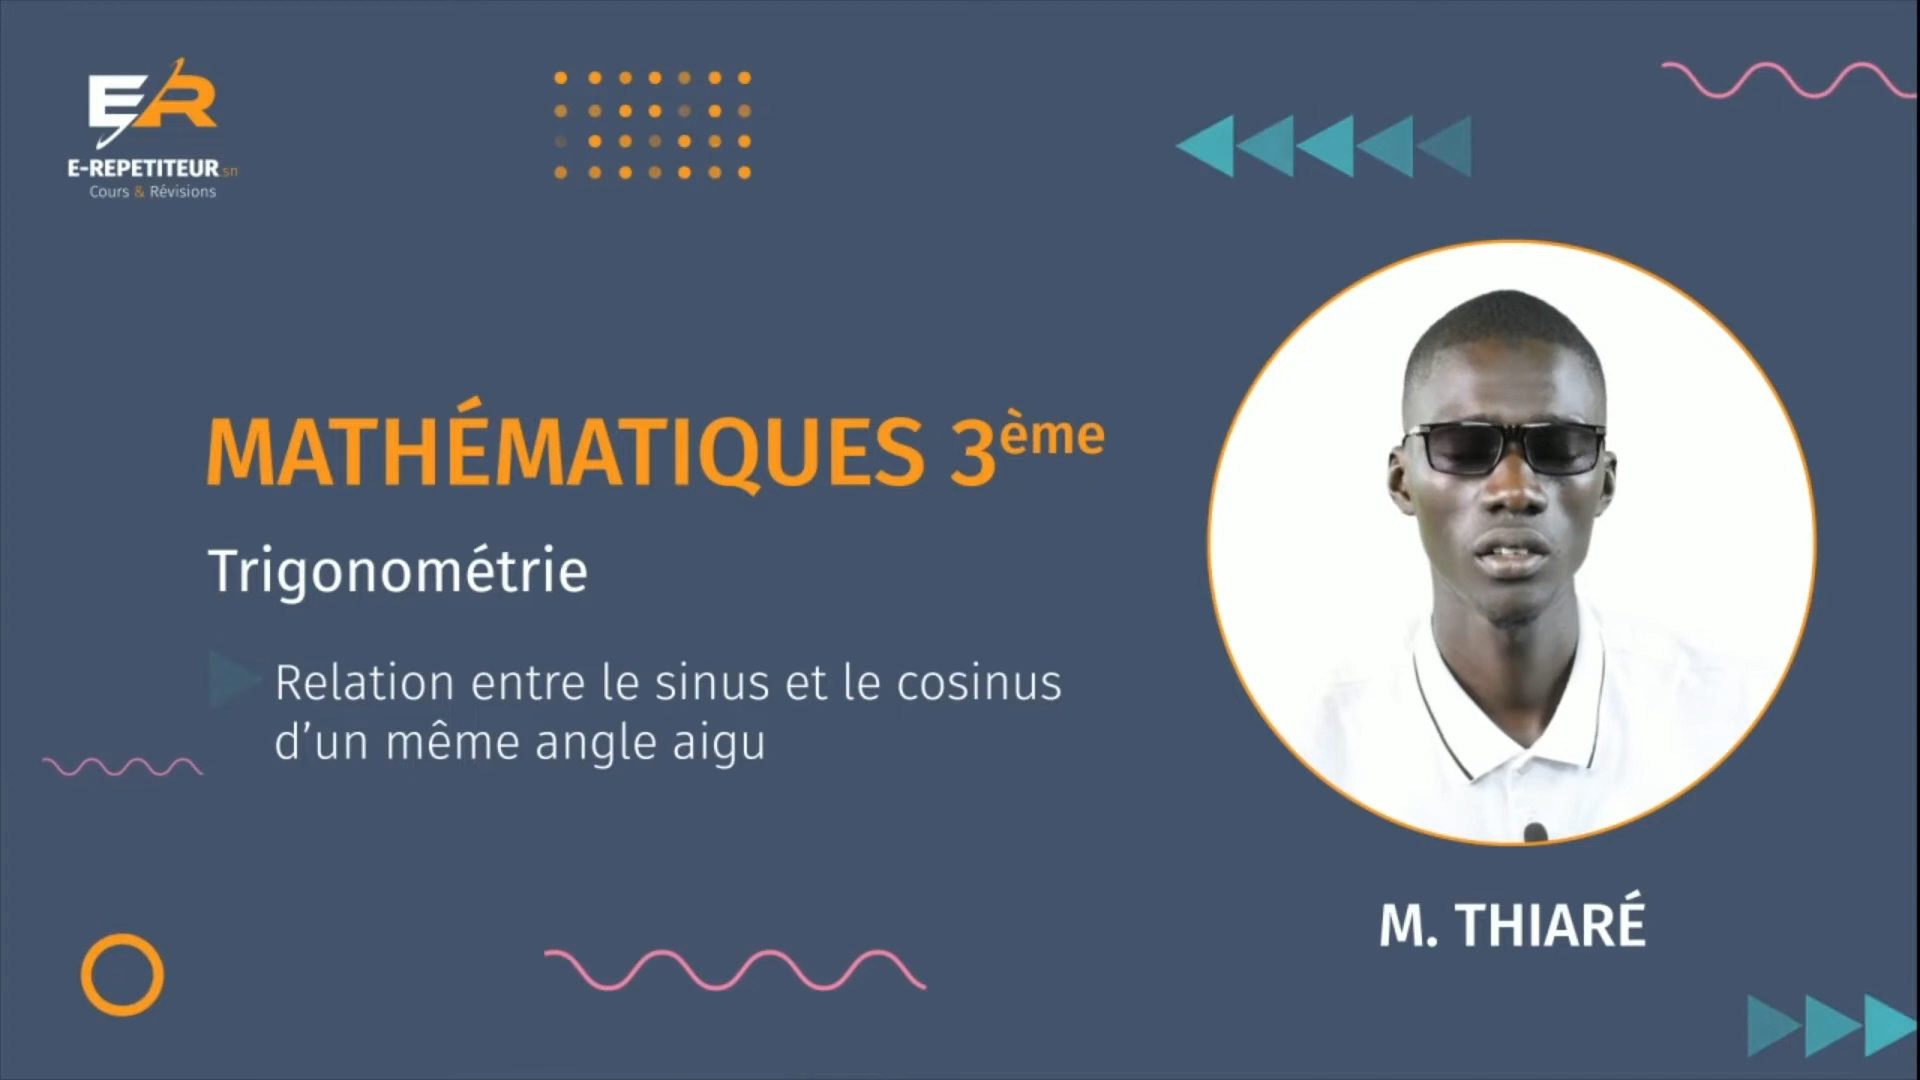 ER
E-REPETITEUR.sn
Cours & Révisions
MATHÉMATIQUES 3ème
Trigonométrie
Relation entre le sinus et le cosinus
d’un même angle aigu
M. THIARÉ